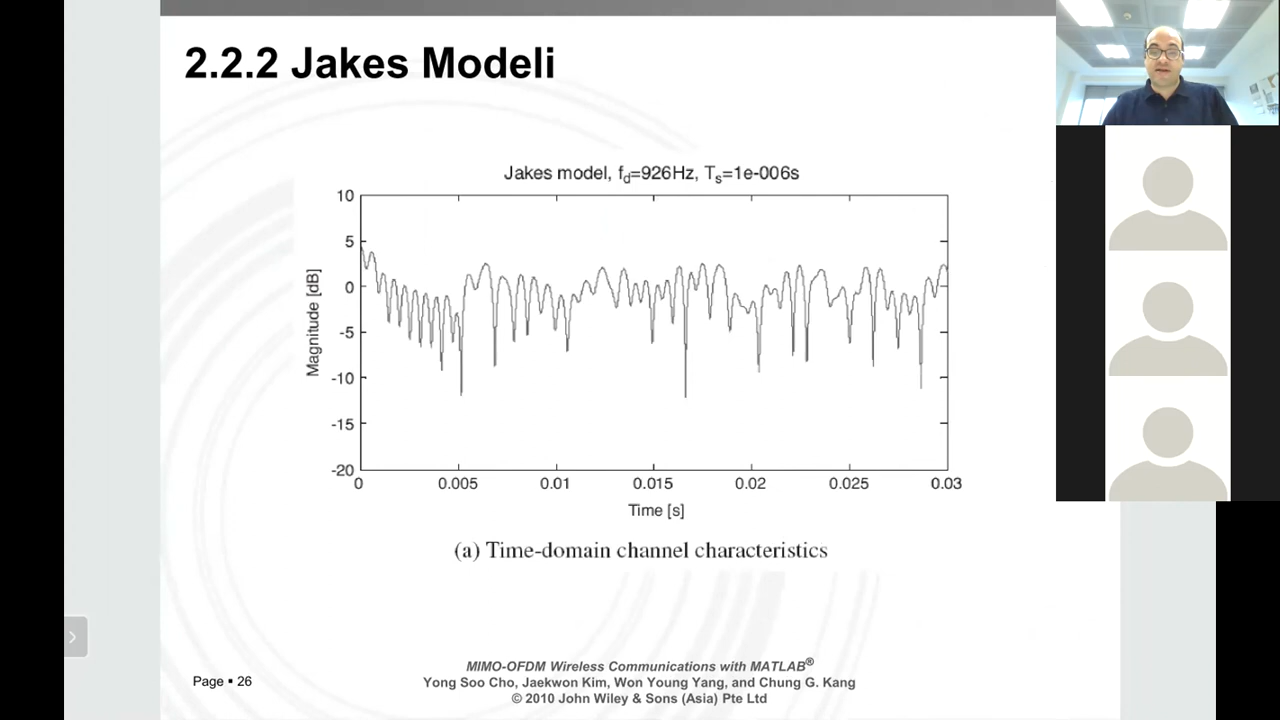 2.2.2 Jakes Modeli
Jakes model, fd=926Hz, Ts=1e-006s
10
5
0
-5
-10
-15
-20
Magnitude [dB]
0 0.005 0.01 0.015 0.02 0.025 0.03
Time [s]
(a) Time-domain channel characteristics
MIMO-OFDM Wireless Communications with MATLAB®
Page ▪ 26
Yong Soo Cho, Jaekwon Kim, Won Young Yang, and Chung G. Kang
© 2010 John Wiley & Sons (Asia) Pte Ltd